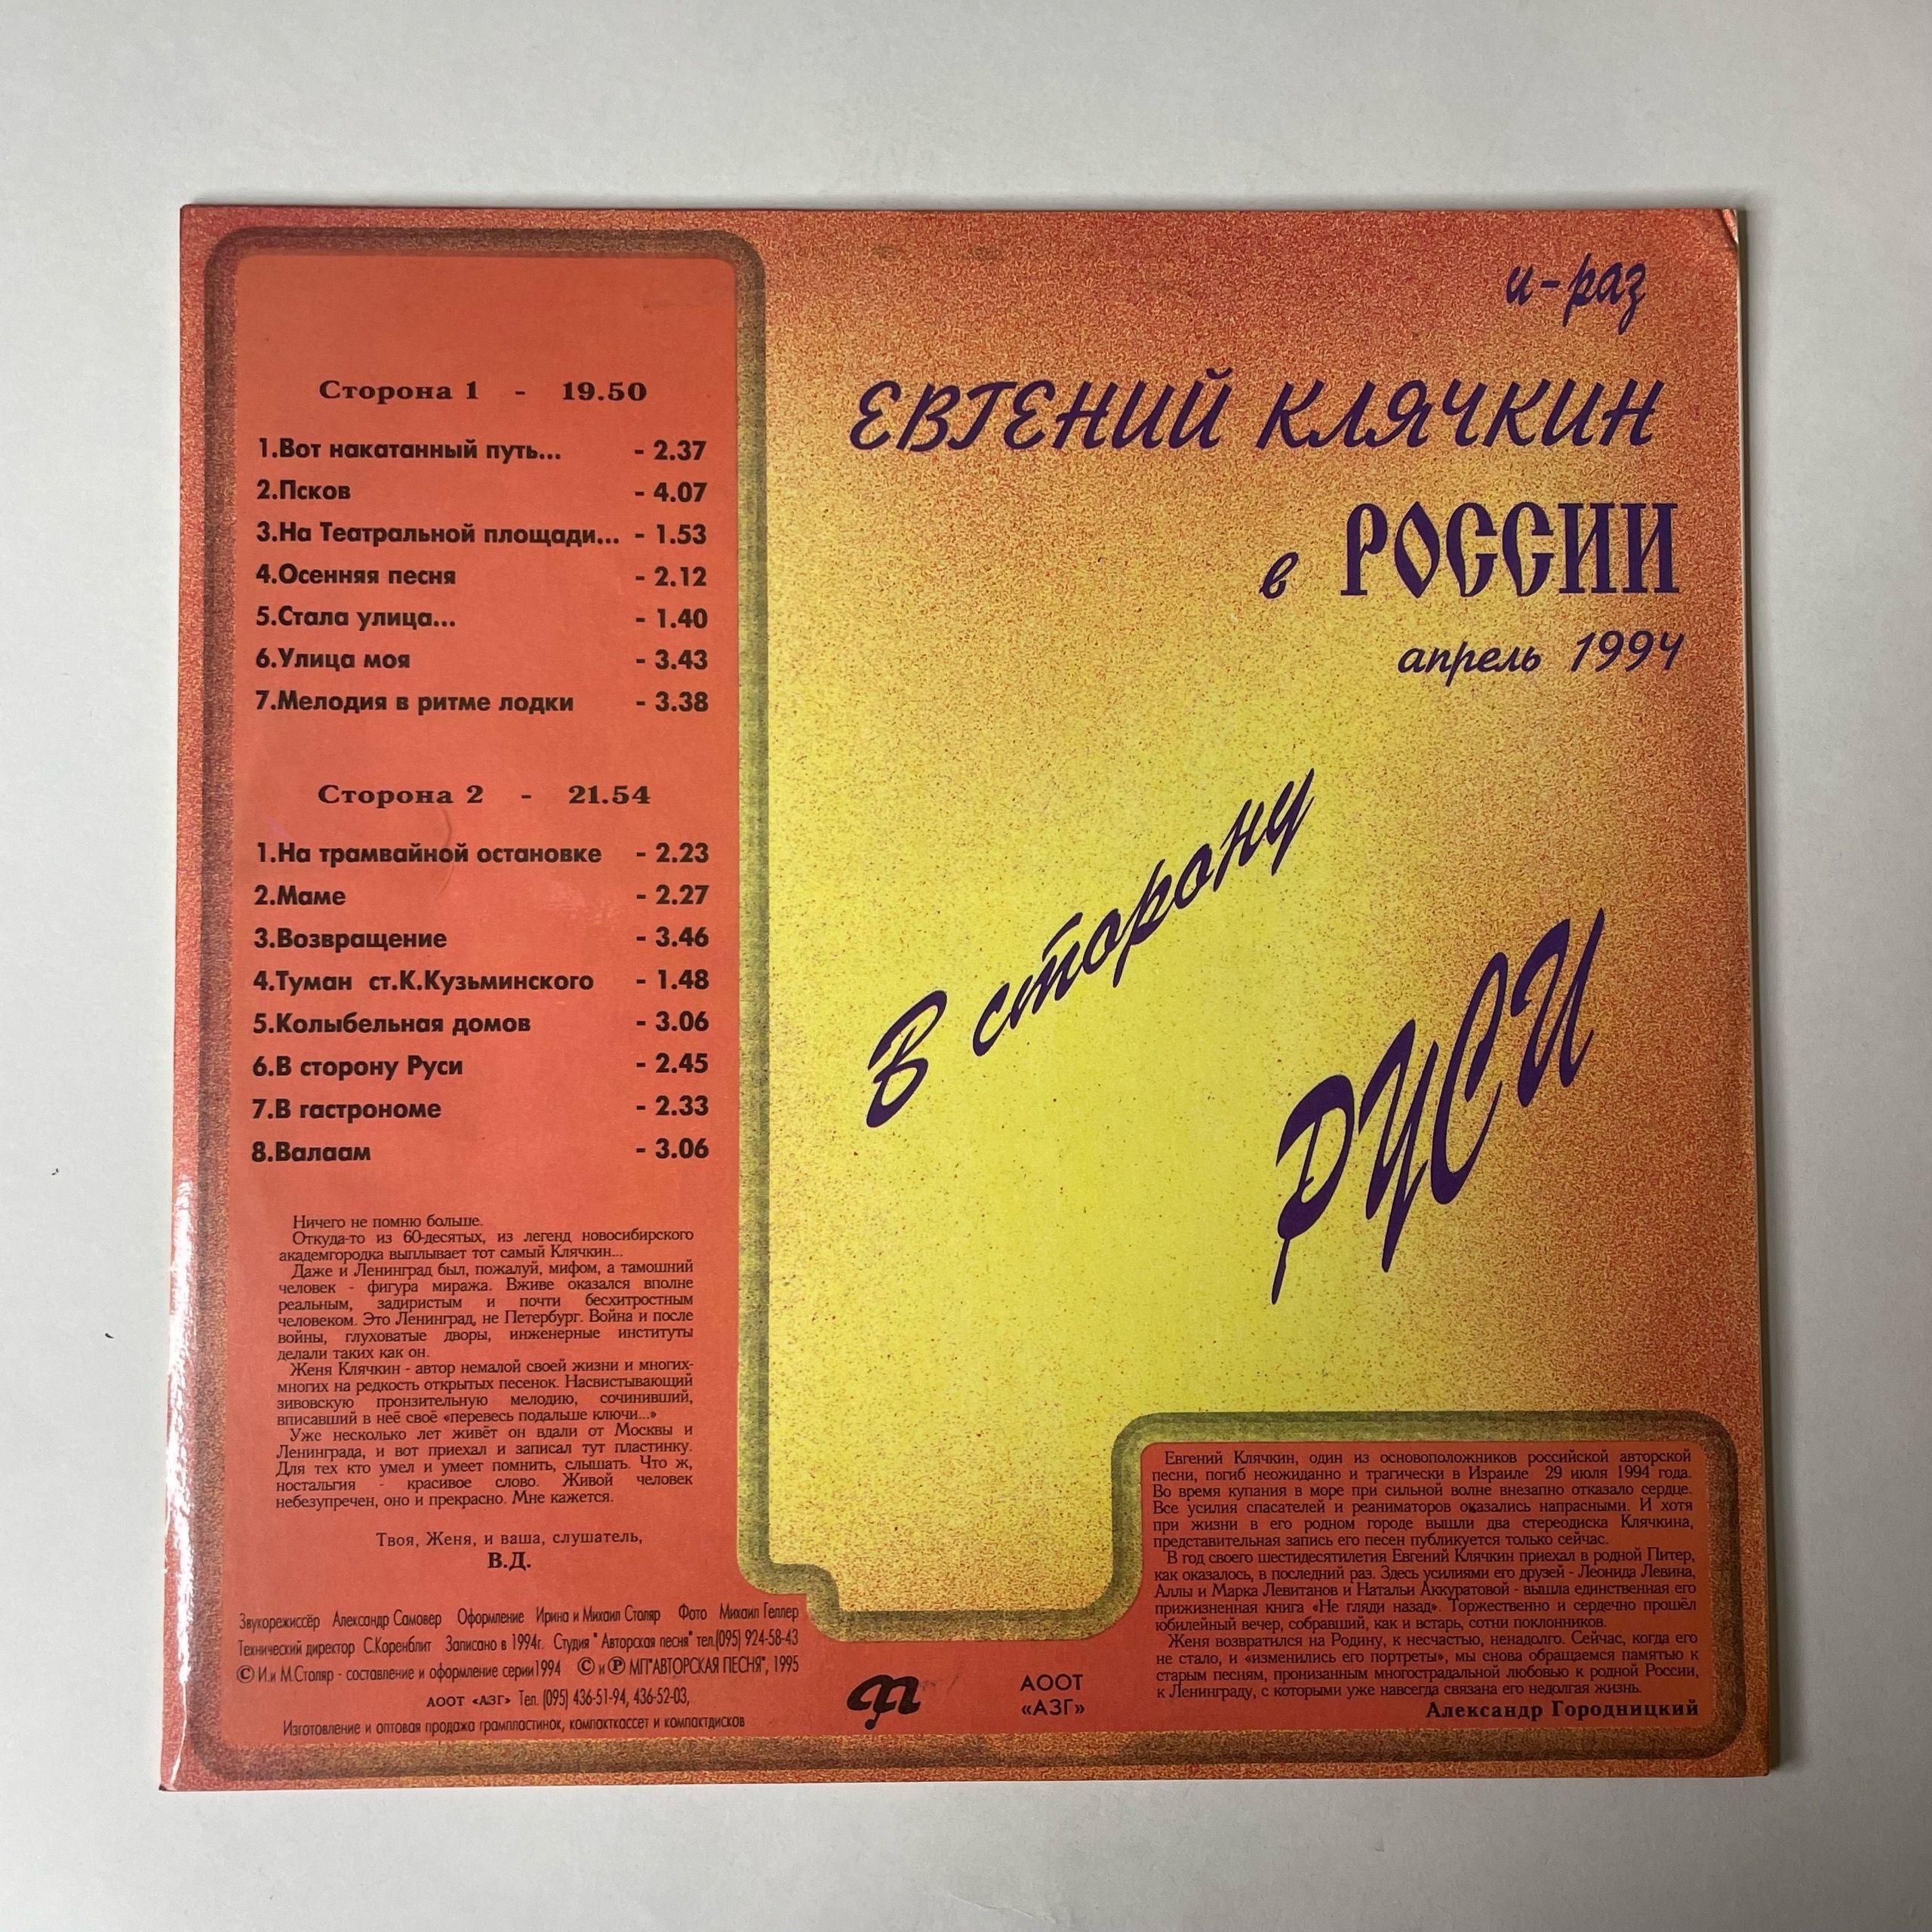 Сторона 1 - 19.50
1.Вот накатанный путь... - 2.37
2.Псков - 4.07
3.На Театральной площади... - 1.53
4.Осенняя песня - 2.12
5.Стала улица... - 1.40
6.Улица моя - 3.43
7.Мелодия в ритме лодки - 3.38
Сторона 2 - 21.54
1.На трамвайной остановке - 2.23
2.Маме - 2.27
3.Возвращение - 3.46
4.Туман ст.К.Кузьминского - 1.48
5.Колыбельная домов - 3.06
6.В сторону Руси - 2.45
7.В гастрономе - 2.33
8.Валаам - 3.06
Ничего не помню больше.
Откуда-то из 60-десятых, из легенд новосибирского
академгородка выплывает тот самый Клячкин...
Даже и Ленинград был, пожалуй, мифом, а тамошний
человек - фигура миража. Вживе оказался вполне
реальным, задиристым и почти бесхитростным
человеком. Это Ленинград, не Петербург. Война и после
войны, глуховатые дворы, инженерные институты
делали таких как он.
Женя Клячкин - автор немалой своей жизни и многих-
многих на редкость открытых песенок. Насвистывающий
зивовскую пронзительную мелодию, сочинивший,
вписавший в неё своё «перевесь подальше ключи...»
Уже несколько лет живёт он вдали от Москвы и
Ленинграда, и вот приехал и записал тут пластинку.
Для тех кто умел и умеет помнить, слышать. Что ж,
ностальгия - красивое слово. Живой человек
небезупречен, оно и прекрасно. Мне кажется.
Твоя, Женя, и ваша, слушатель,
В.Д.
Звукорежиссёр Александр Самовер Оформление Ирина и Михаил Столяр Фото Михаил Геллер
Технический директор С.Коренблит Записано в 1994г. Студия " Авторская песня" тел.(095) 924-58-43
© И.и М.Столяр - составление и оформление серии1994 © и ℗ МП"АВТОРСКАЯ ПЕСНЯ", 1995
АООТ «АЗГ» Тел. (095) 436-51-94, 436-52-03,
Изготовление и оптовая продажа грампластинок, компакткассет и компактдисков
и-раз
ЕВГЕНИЙ КЛЯЧКИН
в РОССИИ
апрель 1994
В сторону
РУСИ
АООТ
«АЗГ»
Евгений Клячкин, один из основоположников российской авторской
песни, погиб неожиданно и трагически в Израиле 29 июля 1994 года.
Во время купания в море при сильной волне внезапно отказало сердце.
Все усилия спасателей и реаниматоров оказались напрасными. И хотя
при жизни в его родном городе вышли два стереодиска Клячкина,
представительная запись его песен публикуется только сейчас.
В год своего шестидесятилетия Евгений Клячкин приехал в родной Питер,
как оказалось, в последний раз. Здесь усилиями его друзей - Леонида Левина,
Аллы и Марка Левитанов и Натальи Аккуратовой - вышла единственная его
прижизненная книга «Не гляди назад». Торжественно и сердечно прошёл
юбилейный вечер, собравший, как и встарь, сотни поклонников.
Женя возвратился на Родину, к несчастью, ненадолго. Сейчас, когда его
не стало, и «изменились его портреты», мы снова обращаемся памятью к
старым песням, пронизанным многострадальной любовью к родной России,
к Ленинграду, с которыми уже навсегда связана его недолгая жизнь.
Александр Городницкий